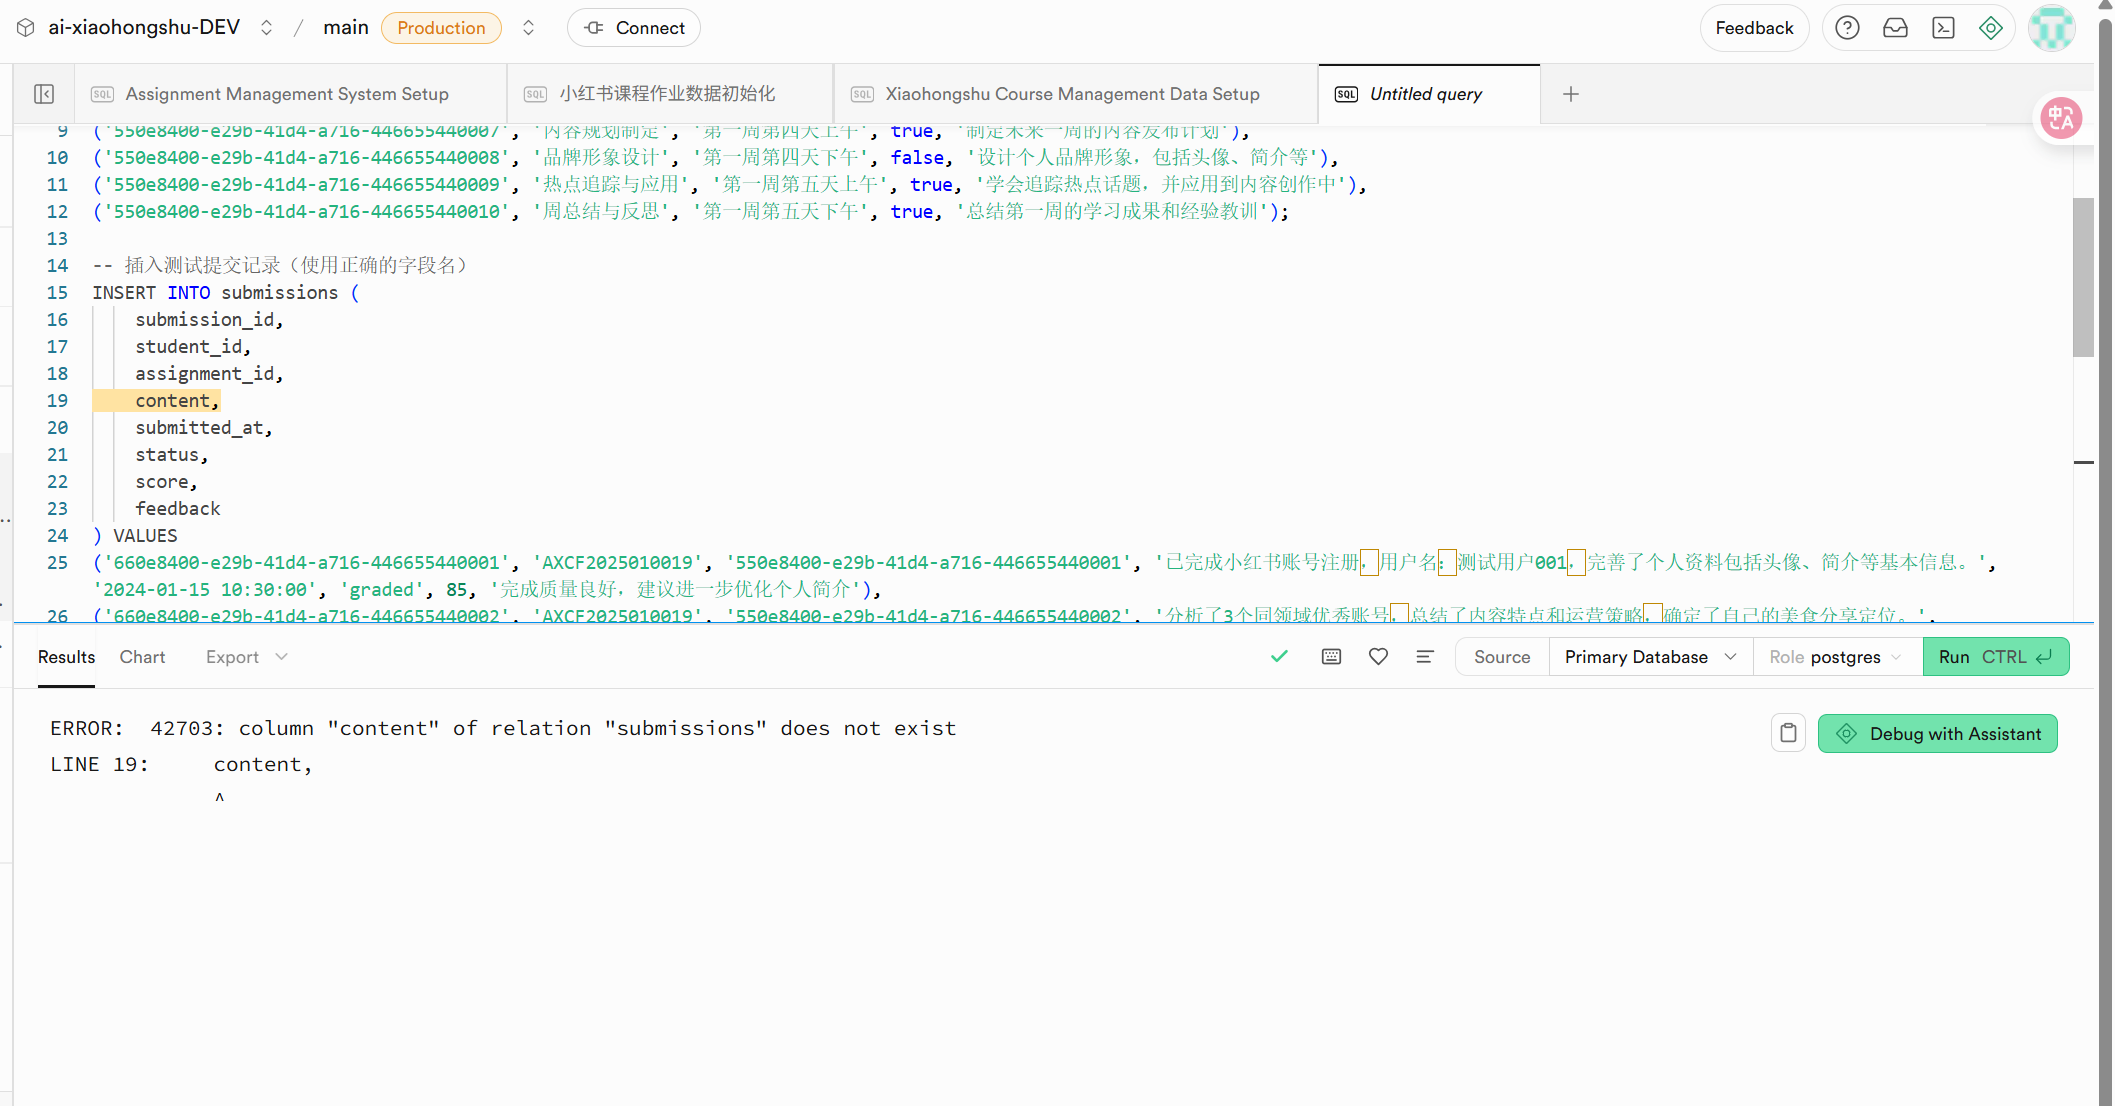 ai-xiaohongshu-DEV / main Production Connect Feedback
SQL Assignment Management System Setup SQL 小红书课程作业数据初始化 SQL Xiaohongshu Course Management Data Setup SQL Untitled query +
9 ('550e8400-e29b-41d4-a716-446655440007', '内容规划制定', '第一周第四天上午', true, '制定未来一周的内容发布计划'),
10 ('550e8400-e29b-41d4-a716-446655440008', '品牌形象设计', '第一周第四天下午', false, '设计个人品牌形象，包括头像、简介等'),
11 ('550e8400-e29b-41d4-a716-446655440009', '热点追踪与应用', '第一周第五天上午', true, '学会追踪热点话题，并应用到内容创作中'),
12 ('550e8400-e29b-41d4-a716-446655440010', '周总结与反思', '第一周第五天下午', true, '总结第一周的学习成果和经验教训');
13
14 -- 插入测试提交记录（使用正确的字段名）
15 INSERT INTO submissions (
16 submission_id,
17 student_id,
18 assignment_id,
19 content,
20 submitted_at,
21 status,
22 score,
23 feedback
24 ) VALUES
25 ('660e8400-e29b-41d4-a716-446655440001', 'AXCF2025010019', '550e8400-e29b-41d4-a716-446655440001', '已完成小红书账号注册，用户名：测试用户001，完善了个人资料包括头像、简介等基本信息。',
'2024-01-15 10:30:00', 'graded', 85, '完成质量良好，建议进一步优化个人简介'),
26 ('660e8400-e29b-41d4-a716-446655440002', 'AXCF2025010019', '550e8400-e29b-41d4-a716-446655440002', '分析了3个同领域优秀账号，总结了内容特点和运营策略，确定了自己的美食分享定位。',
Results Chart Export Source Primary Database Role postgres Run CTRL
ERROR: 42703: column "content" of relation "submissions" does not exist
Debug with Assistant
LINE 19: content,
^